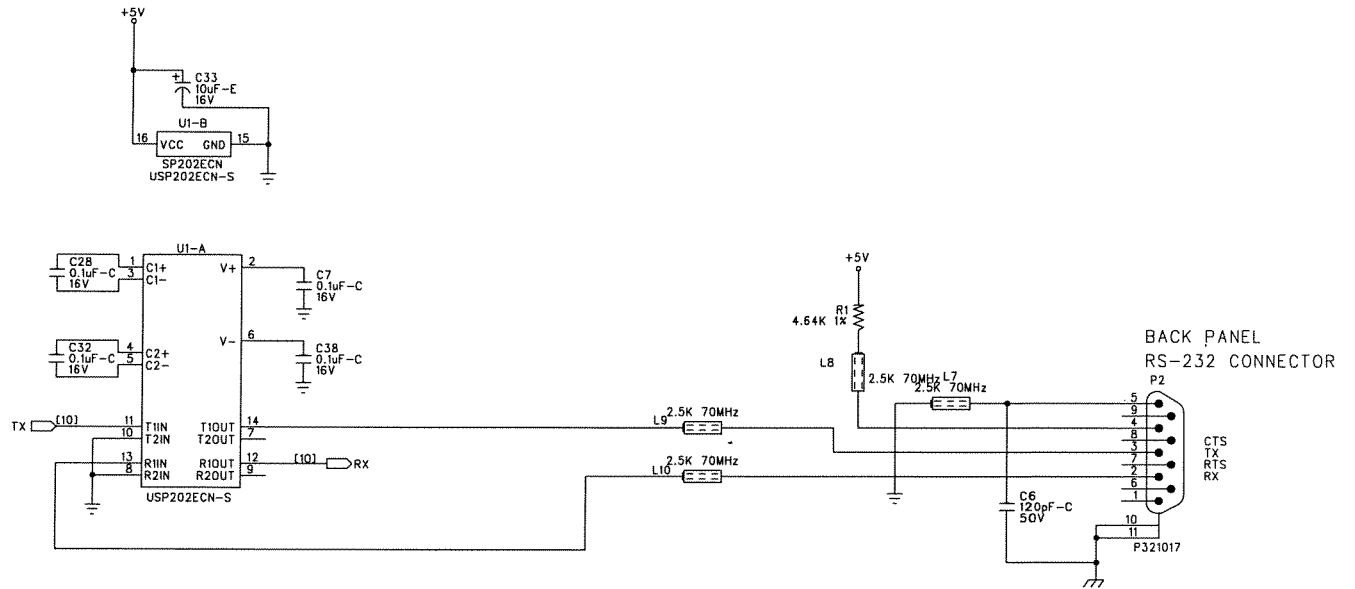 +5V
+
C33
10uF-E
16V
U1-B
16 VCC GND 15
SP202ECN
USP202ECN-S
U1-A
C28
0.1uF-C
16V
1 C1+
3 C1-
V+ 2
C7
0.1uF-C
16V
C32
0.1uF-C
16V
4 C2+
5 C2-
V- 6
C38
0.1uF-C
16V
TX [10] 11 T1IN T1OUT 14
10 T2IN T2OUT 7
13 R1IN R1OUT 12 [10] RX
8 R2IN R2OUT 9
USP202ECN-S
+5V
R1
4.64K 1%
L8
2.5K 70MHz
L7
2.5K 70MHz
L9
2.5K 70MHz
L10
2.5K 70MHz
C6
120pF-C
50V
BACK PANEL
RS-232 CONNECTOR
P2
5
9
4
8 CTS
3 TX
7 RTS
2 RX
6
1
10
11
P321017